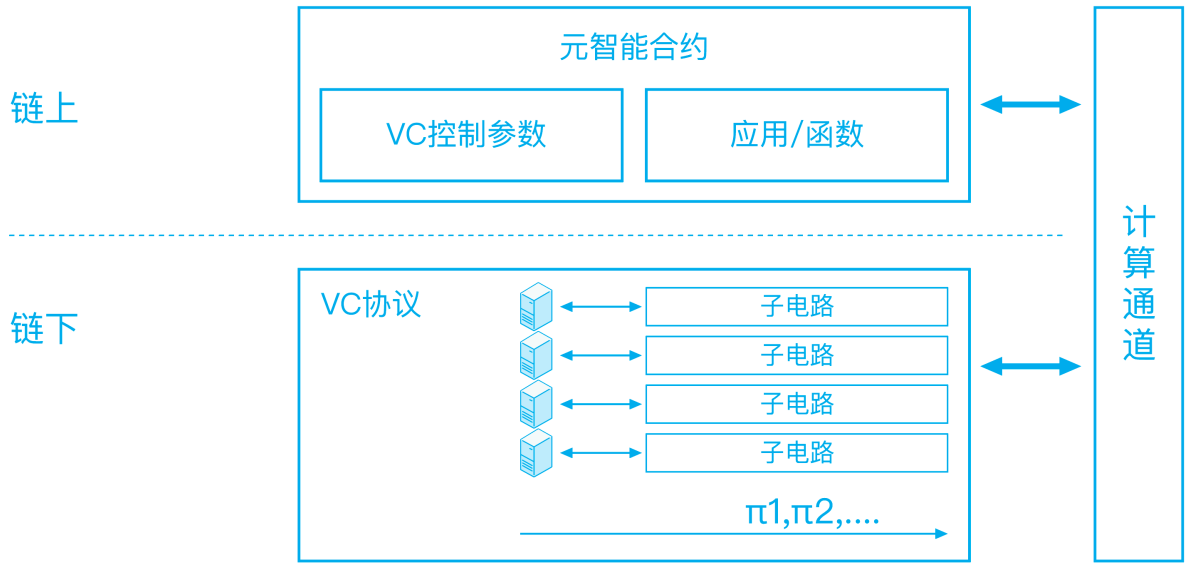 元智能合约
链上
VC控制参数
应用/函数
计算通道
链下
VC协议
子电路
子电路
子电路
子电路
π1,π2,....